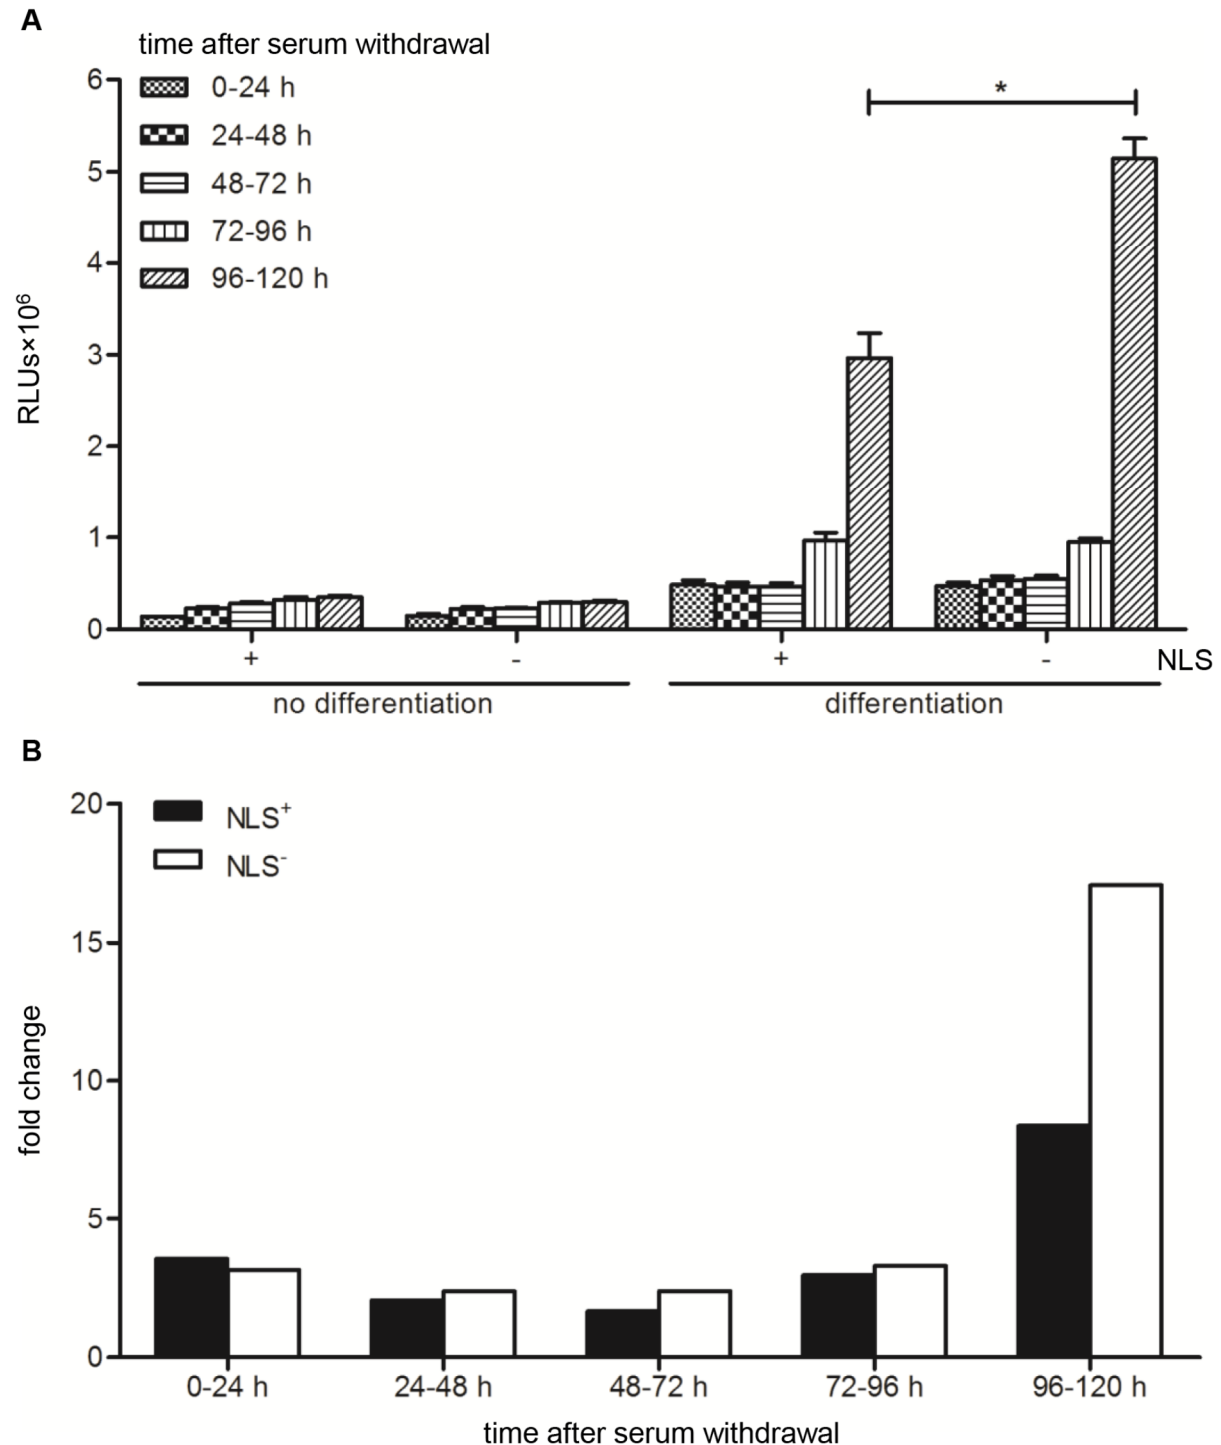 A
time after serum withdrawal
0-24 h
24-48 h
48-72 h
72-96 h
96-120 h
*
6
5
4
3
2
1
0
RLUs×10⁶
+ - + - NLS
no differentiation differentiation
B
NLS⁺
NLS⁻
20
15
10
5
0
fold change
0-24 h 24-48 h 48-72 h 72-96 h 96-120 h
time after serum withdrawal